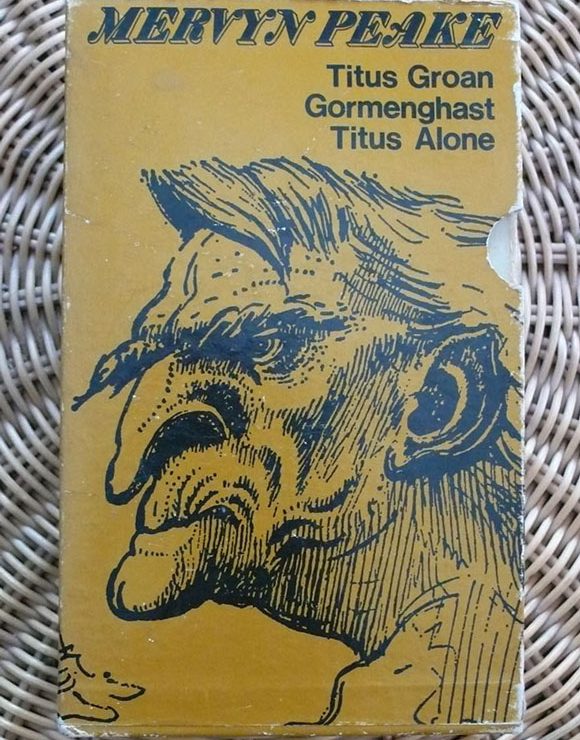 MERVYN PEAKE
Titus Groan
Gormenghast
Titus Alone